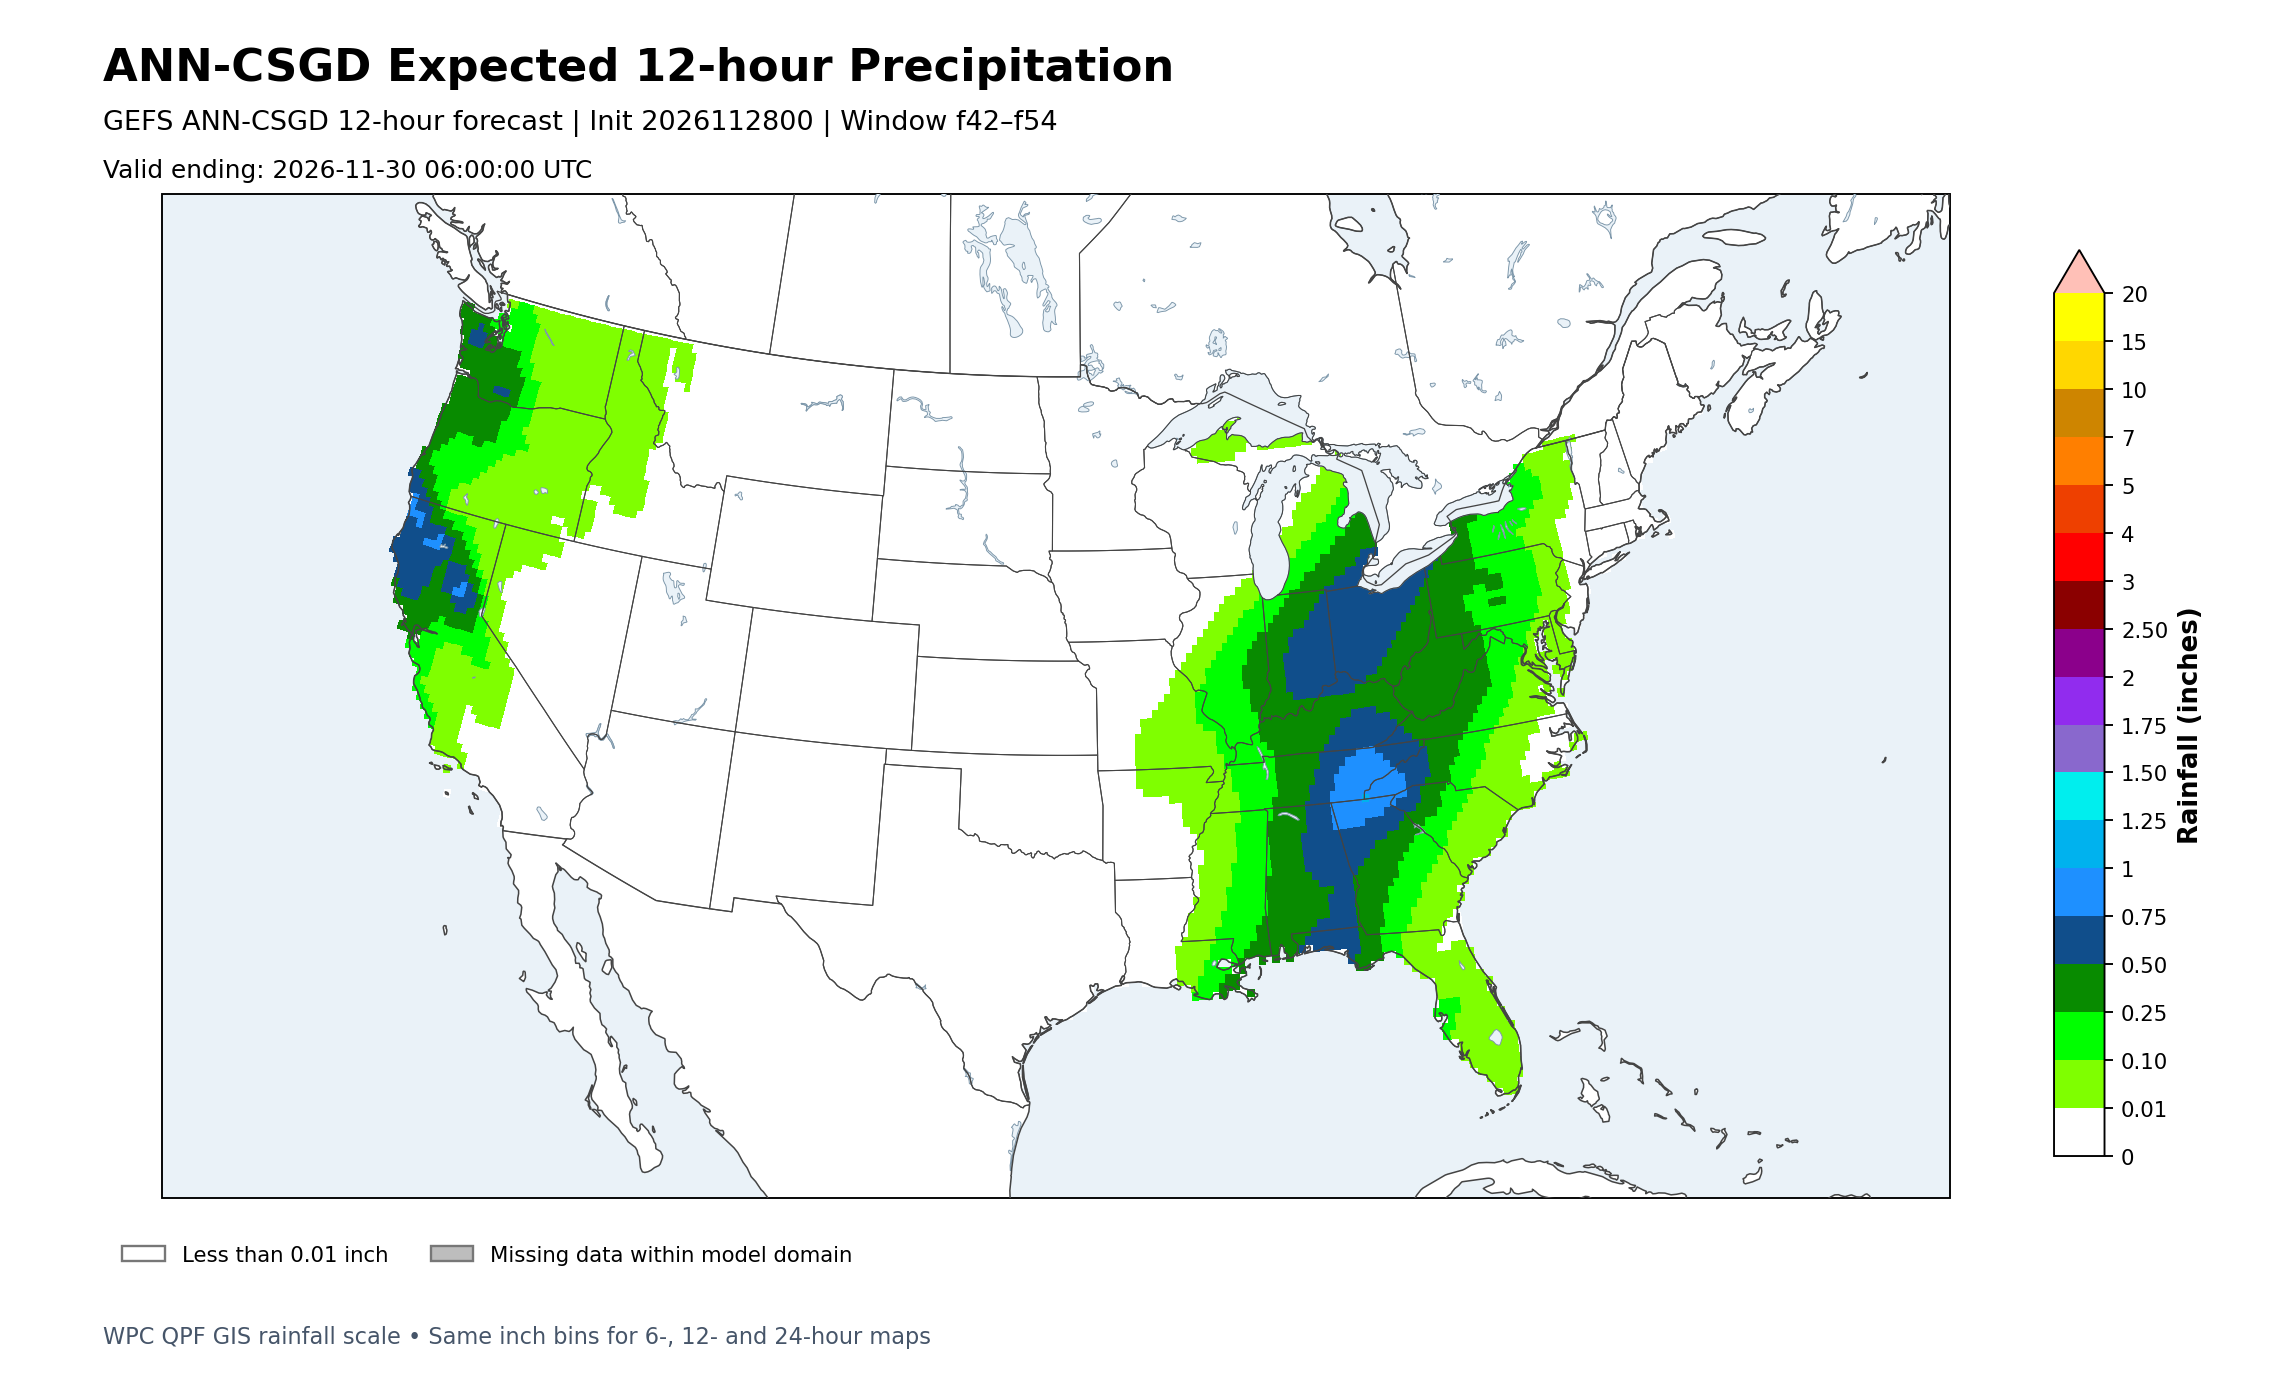 ANN-CSGD Expected 12-hour Precipitation
GEFS ANN-CSGD 12-hour forecast | Init 2026112800 | Window f42–f54
Valid ending: 2026-11-30 06:00:00 UTC
20
15
10
7
5
4
3
2.50
2
1.75
1.50
1.25
1
0.75
0.50
0.25
0.10
0.01
0
Rainfall (inches)
Less than 0.01 inch
Missing data within model domain
WPC QPF GIS rainfall scale • Same inch bins for 6-, 12- and 24-hour maps